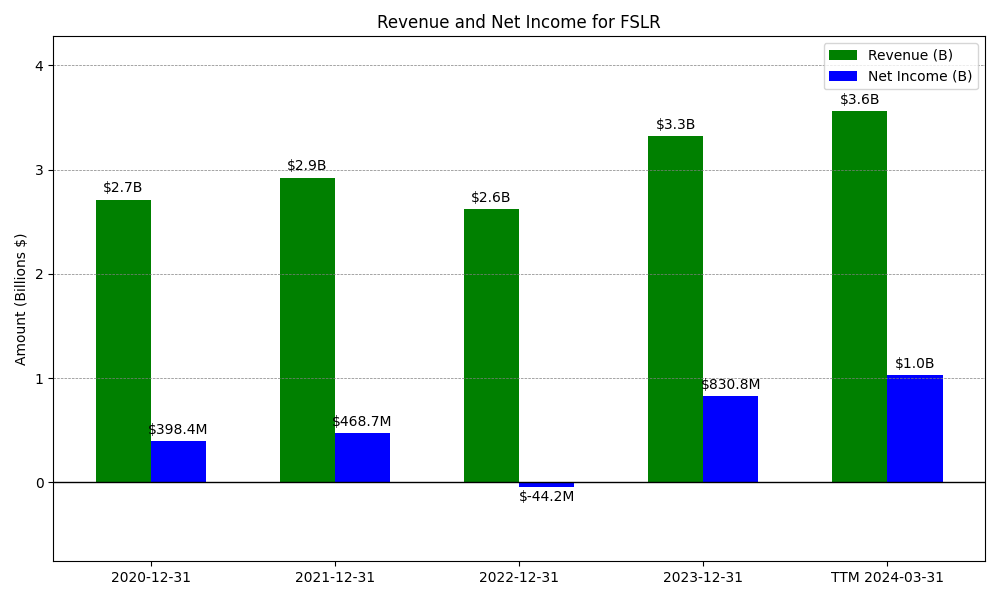 Revenue and Net Income for FSLR
Revenue (B)
Net Income (B)
Amount (Billions $)
4
3
2
1
0
$2.7B
$398.4M
$2.9B
$468.7M
$2.6B
$-44.2M
$3.3B
$830.8M
$3.6B
$1.0B
2020-12-31
2021-12-31
2022-12-31
2023-12-31
TTM 2024-03-31